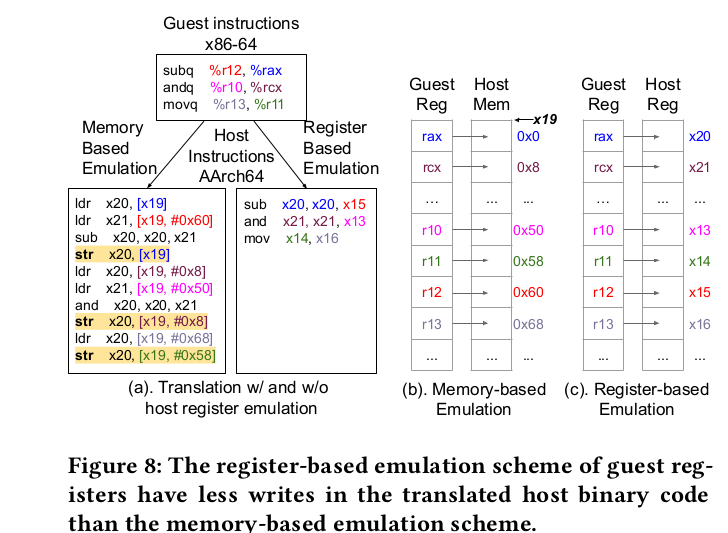 Guest instructions
x86-64
subq %r12, %rax
andq %r10, %rcx
movq %r13, %r11
Memory
Based
Emulation
Host
Instructions
AArch64
Register
Based
Emulation
ldr x20, [x19]
ldr x21, [x19, #0x60]
sub x20, x20, x21
str x20, [x19]
ldr x20, [x19, #0x8]
ldr x21, [x19, #0x50]
and x20, x20, x21
str x20, [x19, #0x8]
ldr x20, [x19, #0x68]
str x20, [x19, #0x58]
sub x20, x20, x15
and x21, x21, x13
mov x14, x16
(a). Translation w/ and w/o
host register emulation
Guest Host
Reg Mem
x19
rax 0x0
rcx 0x8
... ... ...
r10 0x50
r11 0x58
r12 0x60
r13 0x68
... ... ...
(b). Memory-based
Emulation
Guest Host
Reg Reg
rax x20
rcx x21
... ...
r10 x13
r11 x14
r12 x15
r13 x16
... ...
(c). Register-based
Emulation
Figure 8: The register-based emulation scheme of guest reg-
isters have less writes in the translated host binary code
than the memory-based emulation scheme.